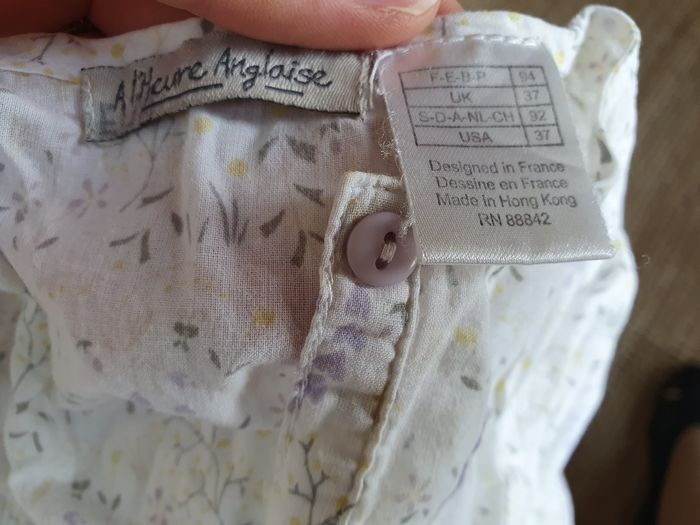 A l'Heure Anglaise
F-E-B-P 94
UK 37
S-D-A-NL-CH 92
USA 37
Designed in France
Dessine en France
Made in Hong Kong
RN 88842